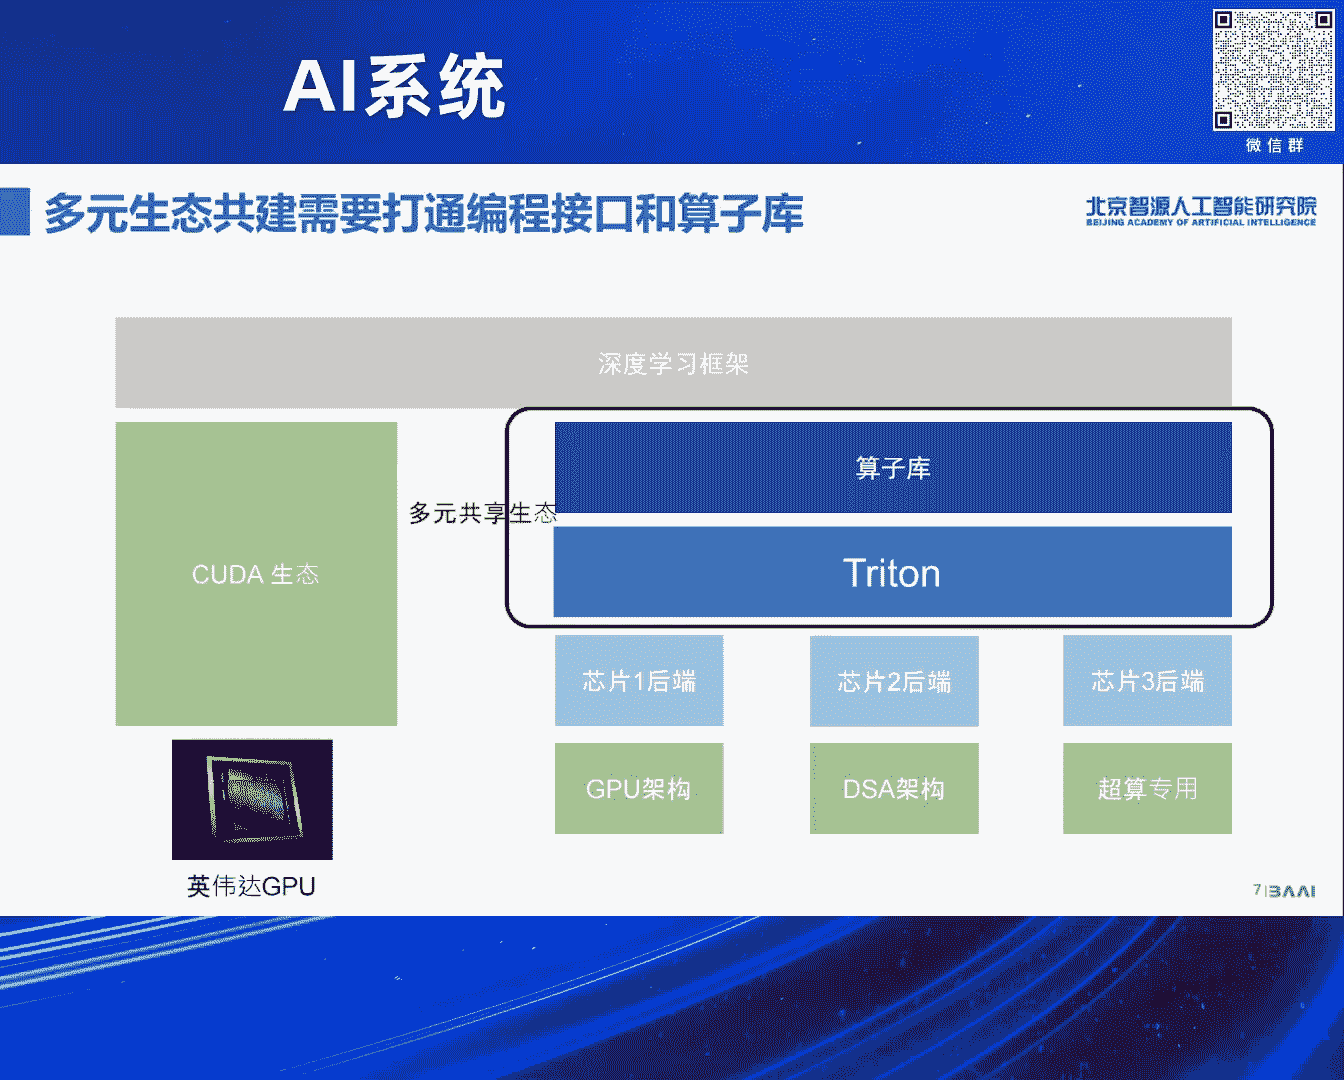 AI系统
微信群
多元生态共建需要打通编程接口和算子库
北京智源人工智能研究院
BEIJING ACADEMY OF ARTIFICIAL INTELLIGENCE
深度学习框架
算子库
多元共享生态
CUDA 生态
Triton
芯片1后端
芯片2后端
芯片3后端
GPU架构
DSA架构
超算专用
英伟达GPU
7 BAAI